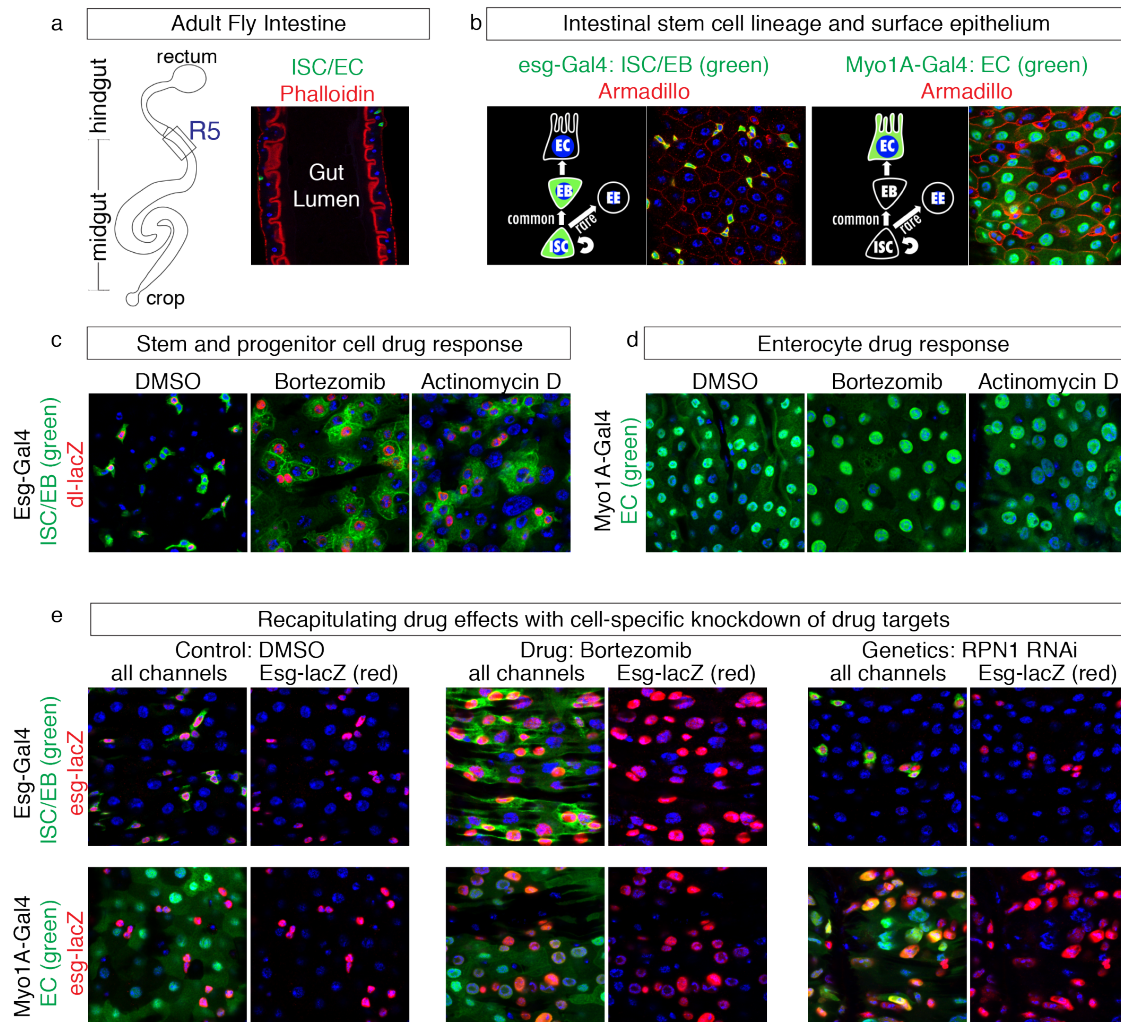 a
Adult Fly Intestine
rectum
hindgut
R5
midgut
crop
ISC/EC
Phalloidin
Gut
Lumen
b
Intestinal stem cell lineage and surface epithelium
esg-Gal4: ISC/EB (green)
Armadillo
EC
EB
EE
common
rare
ISC
Myo1A-Gal4: EC (green)
Armadillo
EC
EB
EE
common
rare
ISC
c
Stem and progenitor cell drug response
DMSO
Bortezomib
Actinomycin D
Esg-Gal4
ISC/EB (green)
dl-lacZ
d
Enterocyte drug response
DMSO
Bortezomib
Actinomycin D
Myo1A-Gal4
EC (green)
e
Recapitulating drug effects with cell-specific knockdown of drug targets
Control: DMSO
all channels
Esg-lacZ (red)
Drug: Bortezomib
all channels
Esg-lacZ (red)
Genetics: RPN1 RNAi
all channels
Esg-lacZ (red)
Esg-Gal4
ISC/EB (green)
esg-lacZ
Myo1A-Gal4
EC (green)
esg-lacZ